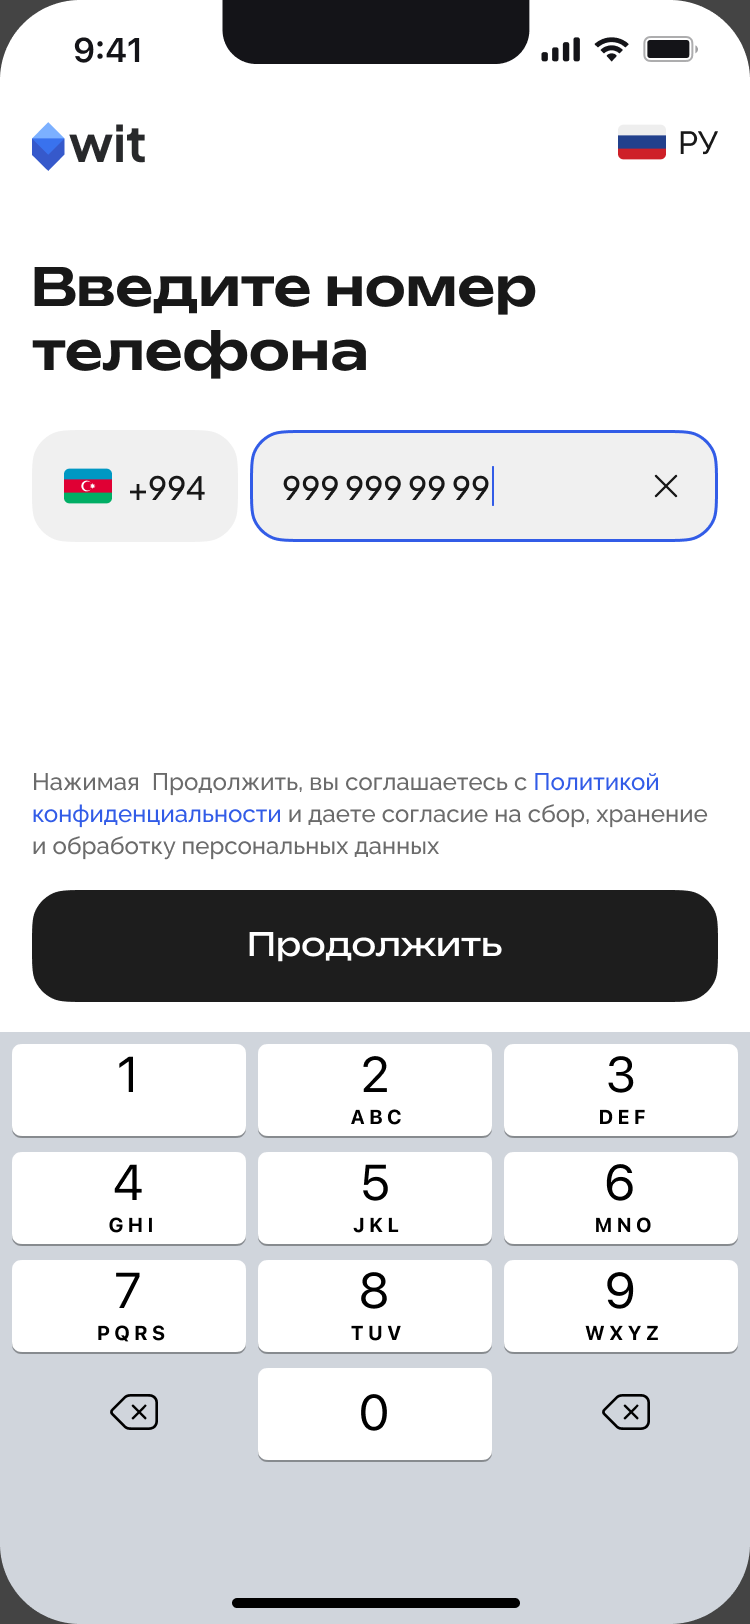 9:41
wit
РУ
Введите номер
телефона
+994
999 999 99 99
Нажимая  Продолжить, вы соглашаетесь с Политикой
конфиденциальности и даете согласие на сбор, хранение
и обработку персональных данных
Продолжить
1
2
3
ABC
DEF
4
5
6
GHI
JKL
MNO
7
8
9
PQRS
TUV
WXYZ
0